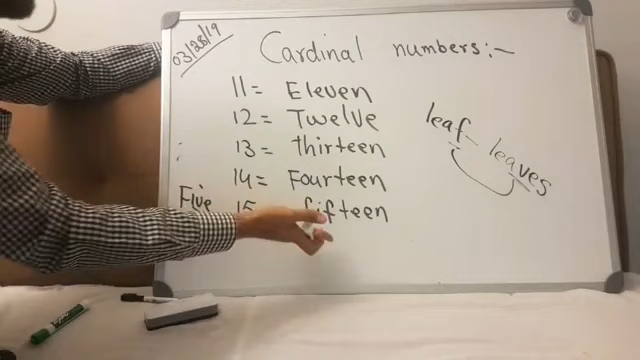 03/28/19
Cardinal numbers:-
11= Eleven
12= Twelve
13= thirteen
14= Fourteen
Five 15 fifteen
leaf- leaves